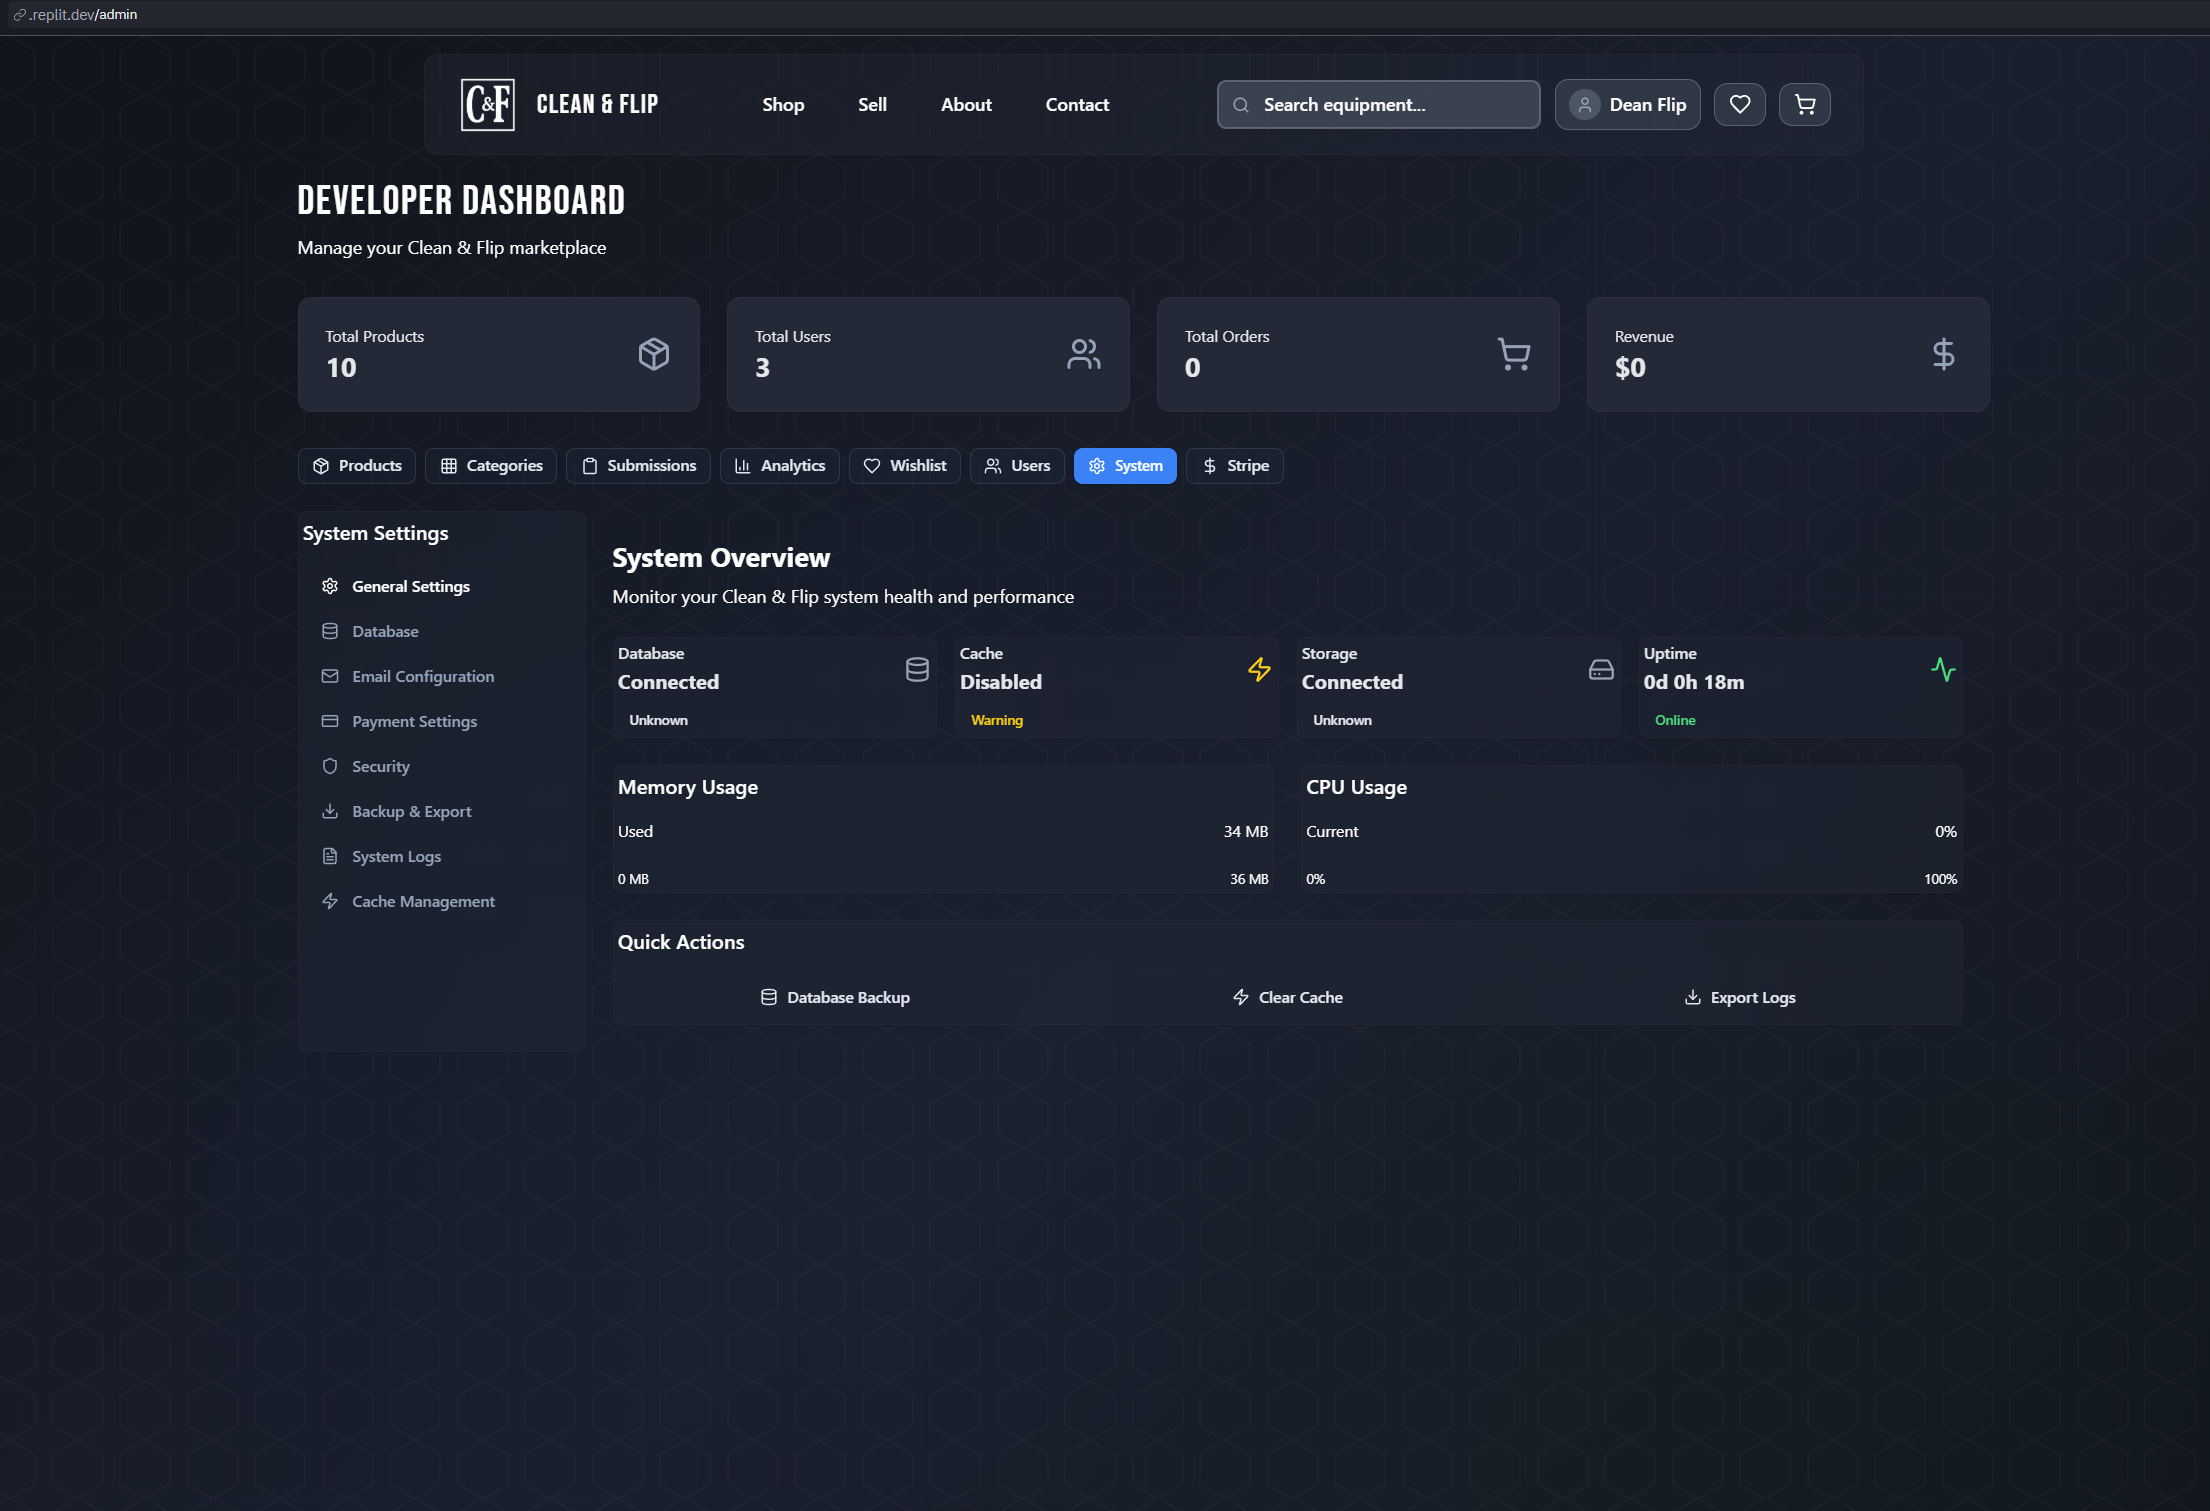 .replit.dev/admin
C&F CLEAN & FLIP Shop Sell About Contact Search equipment... Dean Flip
DEVELOPER DASHBOARD
Manage your Clean & Flip marketplace
Total Products
10
Total Users
3
Total Orders
0
Revenue
$0
Products Categories Submissions Analytics Wishlist Users System Stripe
System Settings
General Settings
Database
Email Configuration
Payment Settings
Security
Backup & Export
System Logs
Cache Management
System Overview
Monitor your Clean & Flip system health and performance
Database
Connected
Unknown
Cache
Disabled
Warning
Storage
Connected
Unknown
Uptime
0d 0h 18m
Online
Memory Usage
Used 34 MB
0 MB 36 MB
CPU Usage
Current 0%
0% 100%
Quick Actions
Database Backup Clear Cache Export Logs